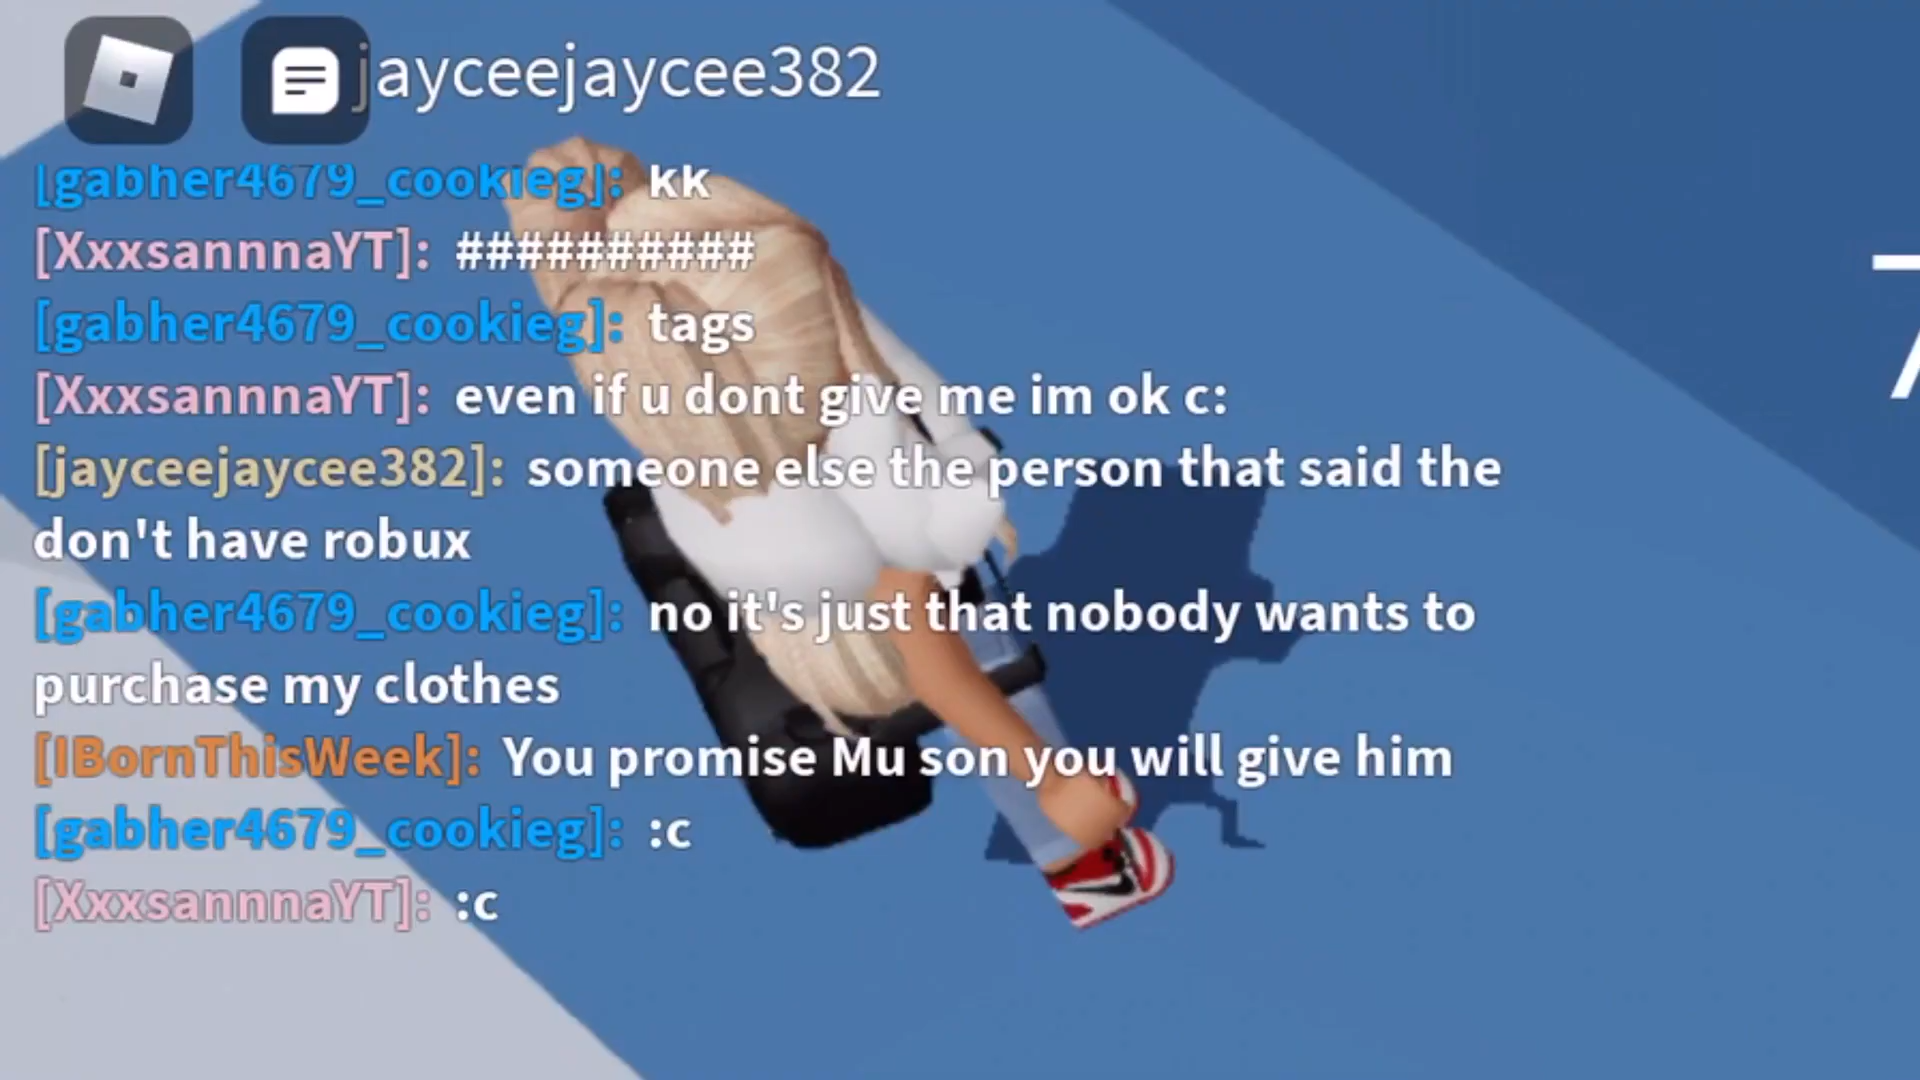 jayceejaycee382
[gabher4679_cookieg]: kk
[XxxsannnaYT]: ##########
[gabher4679_cookieg]: tags
[XxxsannnaYT]: even if u dont give me im ok c:
[jayceejaycee382]: someone else the person that said the
don't have robux
[gabher4679_cookieg]: no it's just that nobody wants to
purchase my clothes
[IBornThisWeek]: You promise Mu son you will give him
[gabher4679_cookieg]: :c
[XxxsannnaYT]: :c